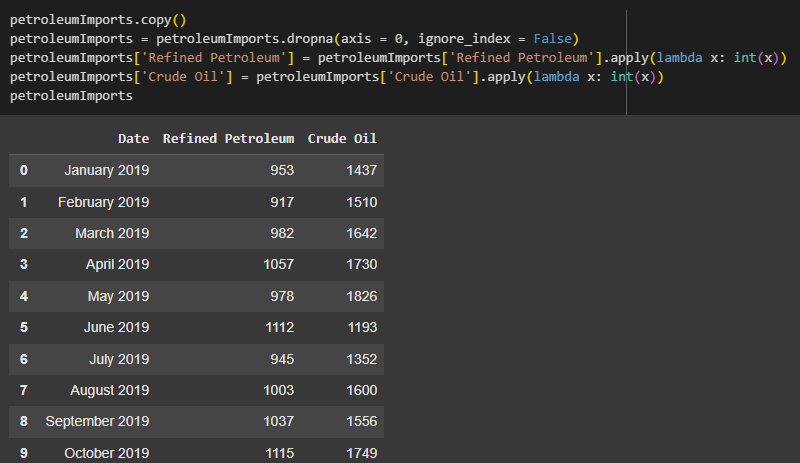 petroleumImports.copy()
petroleumImports = petroleumImports.dropna(axis = 0, ignore_index = False)
petroleumImports['Refined Petroleum'] = petroleumImports['Refined Petroleum'].apply(lambda x: int(x))
petroleumImports['Crude Oil'] = petroleumImports['Crude Oil'].apply(lambda x: int(x))
petroleumImports
Date Refined Petroleum Crude Oil
0 January 2019 953 1437
1 February 2019 917 1510
2 March 2019 982 1642
3 April 2019 1057 1730
4 May 2019 978 1826
5 June 2019 1112 1193
6 July 2019 945 1352
7 August 2019 1003 1600
8 September 2019 1037 1556
9 October 2019 1115 1749